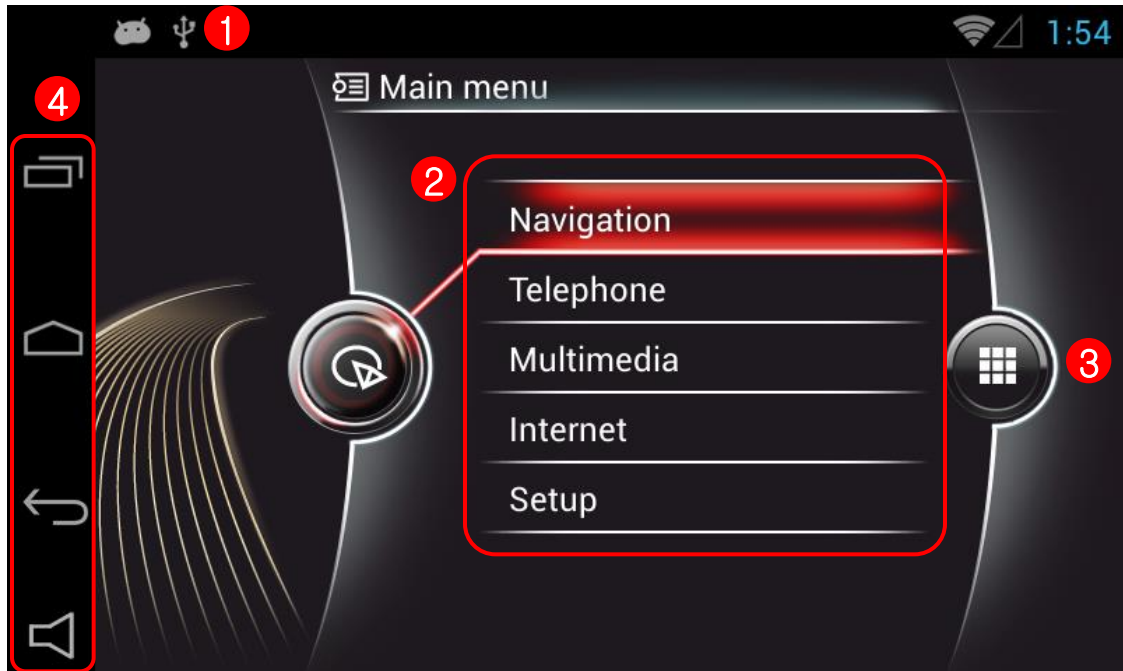 1
1:54
4
Main menu
2
Navigation
Telephone
Multimedia
3
Internet
Setup